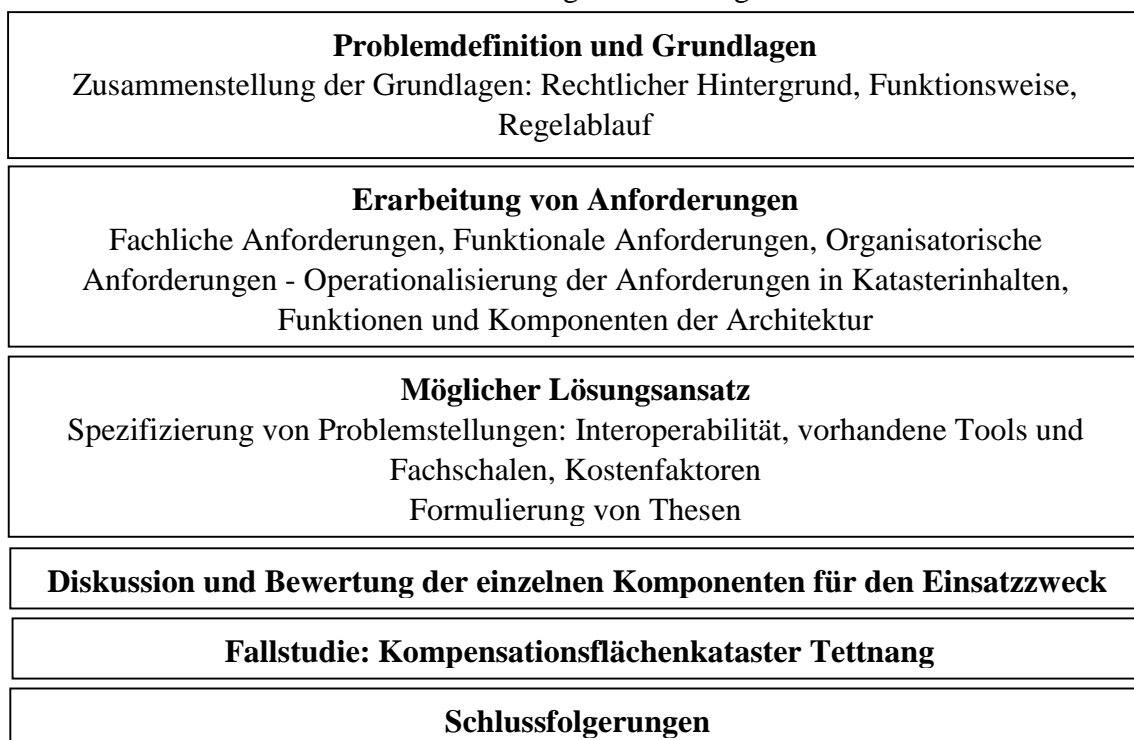 Problemdefinition und Grundlagen
Zusammenstellung der Grundlagen: Rechtlicher Hintergrund, Funktionsweise,
Regelablauf
Erarbeitung von Anforderungen
Fachliche Anforderungen, Funktionale Anforderungen, Organisatorische
Anforderungen - Operationalisierung der Anforderungen in Katasterinhalten,
Funktionen und Komponenten der Architektur
Möglicher Lösungsansatz
Spezifizierung von Problemstellungen: Interoperabilität, vorhandene Tools und
Fachschalen, Kostenfaktoren
Formulierung von Thesen
Diskussion und Bewertung der einzelnen Komponenten für den Einsatzzweck
Fallstudie: Kompensationsflächenkataster Tettnang
Schlussfolgerungen